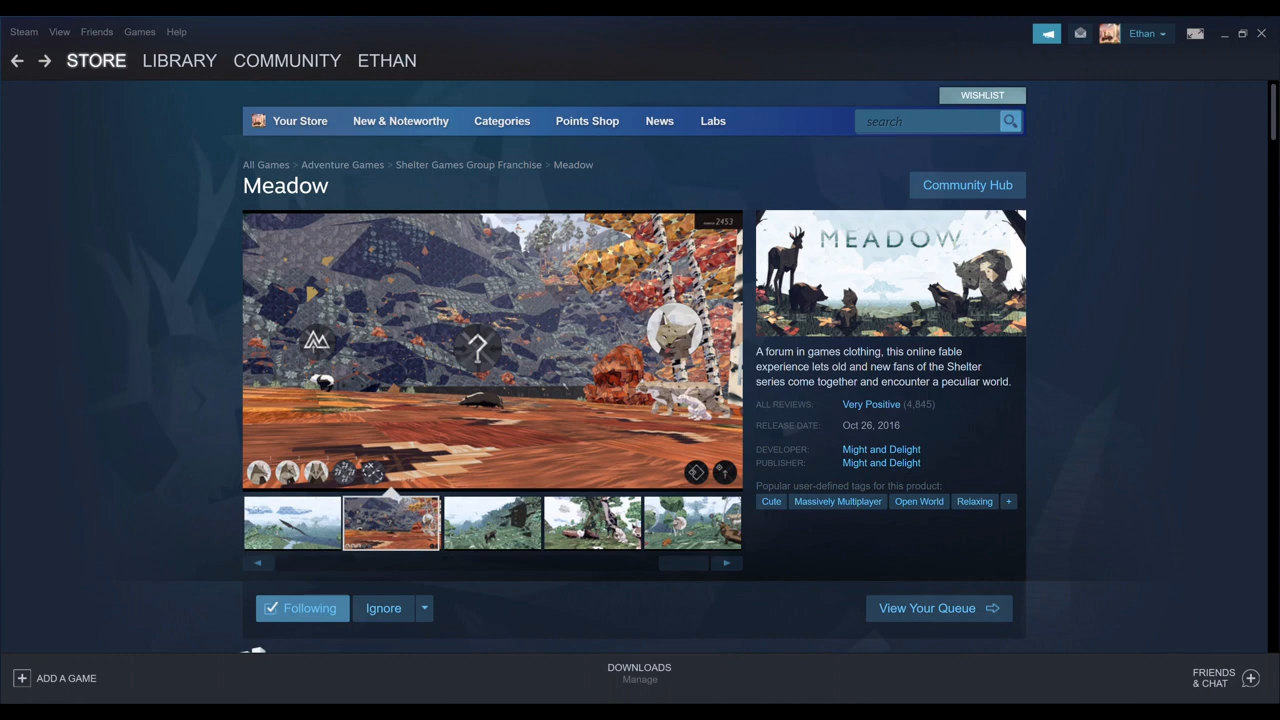 Steam View Friends Games Help
Ethan
STORE LIBRARY COMMUNITY ETHAN
WISHLIST
Your Store New & Noteworthy Categories Points Shop News Labs
search
All Games > Adventure Games > Shelter Games Group Franchise > Meadow
Meadow
Community Hub
2453
MEADOW
A forum in games clothing, this online fable
experience lets old and new fans of the Shelter
series come together and encounter a peculiar world.
ALL REVIEWS: Very Positive (4,845)
RELEASE DATE: Oct 26, 2016
DEVELOPER: Might and Delight
PUBLISHER: Might and Delight
Popular user-defined tags for this product:
Cute Massively Multiplayer Open World Relaxing +
Following Ignore
View Your Queue
ADD A GAME
DOWNLOADS
Manage
FRIENDS
& CHAT